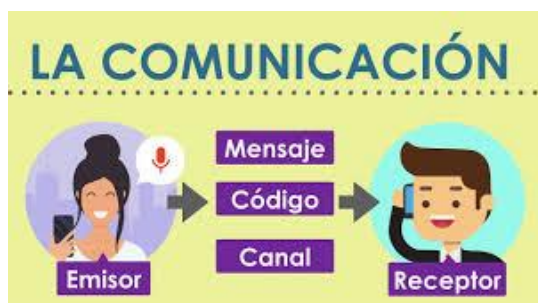 LA COMUNICACIÓN
Mensaje
Código
Canal
Emisor
Receptor